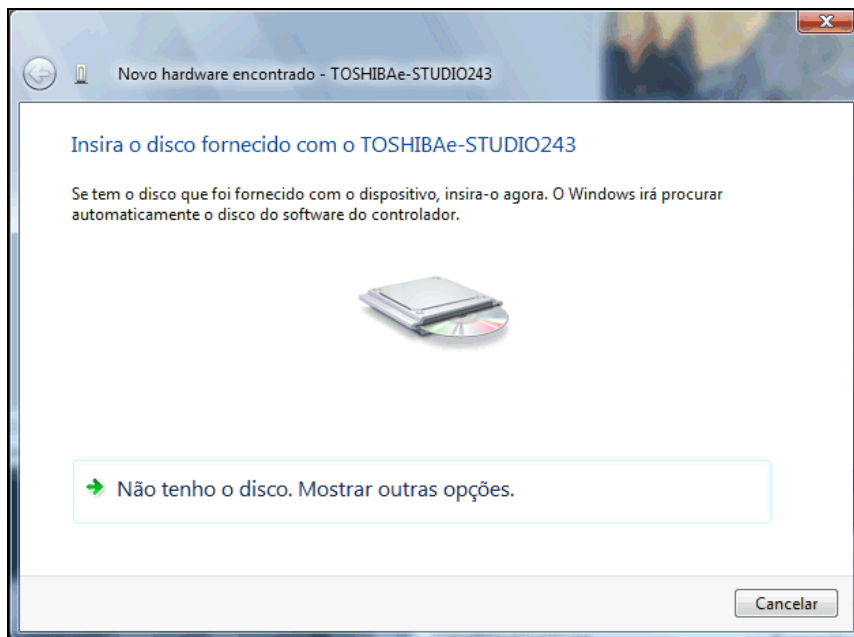 Novo hardware encontrado - TOSHIBAe-STUDIO243
Insira o disco fornecido com o TOSHIBAe-STUDIO243
Se tem o disco que foi fornecido com o dispositivo, insira-o agora. O Windows irá procurar
automaticamente o disco do software do controlador.
Não tenho o disco. Mostrar outras opções.
Cancelar